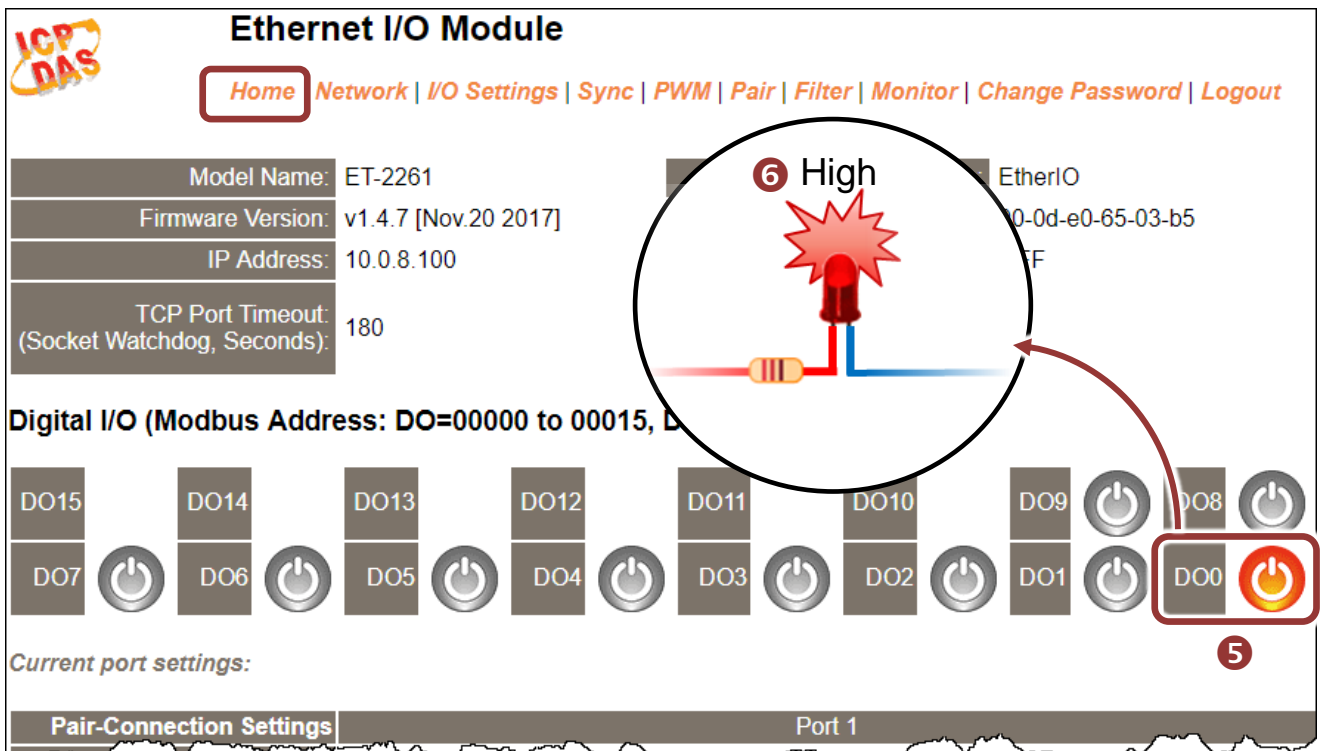 ICP DAS
Ethernet I/O Module
Home Network | I/O Settings | Sync | PWM | Pair | Filter | Monitor | Change Password | Logout
6 High
Model Name: ET-2261 EtherIO
Firmware Version: v1.4.7 [Nov.20 2017] 0-0d-e0-65-03-b5
IP Address: 10.0.8.100 FF
TCP Port Timeout:
(Socket Watchdog, Seconds): 180
Digital I/O (Modbus Address: DO=00000 to 00015, D
DO15 DO14 DO13 DO12 DO11 DO10 DO9 DO8
DO7 DO6 DO5 DO4 DO3 DO2 DO1 DO0
5
Current port settings:
Pair-Connection Settings Port 1